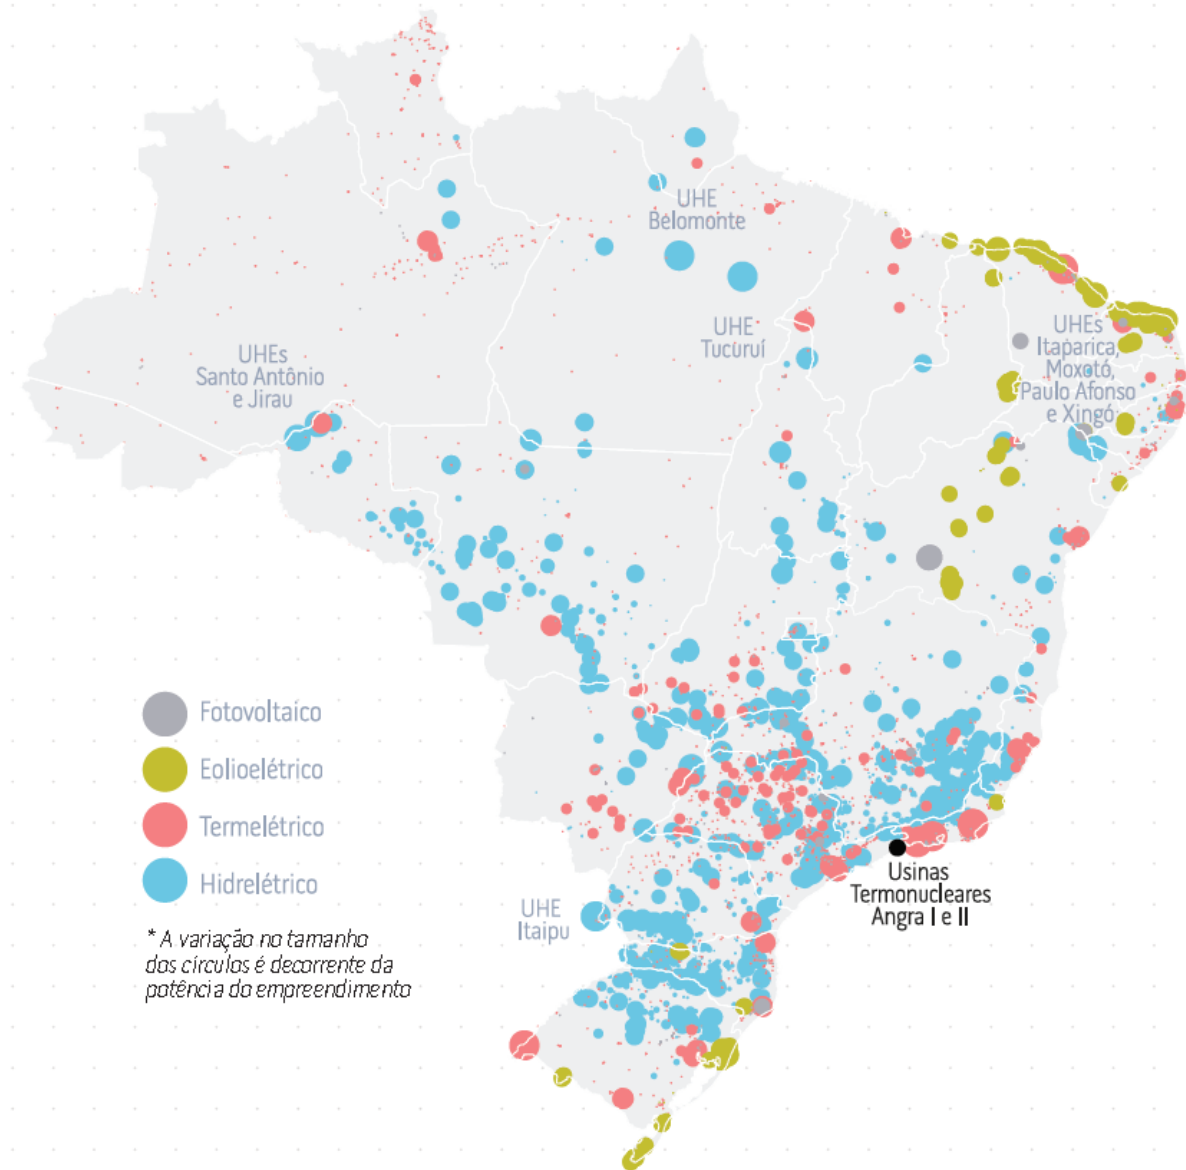 UHE
Belomonte
UHE
Tucuruí
UHEs
Itaparica,
Moxotó,
Paulo Afonso
e Xingó
UHEs
Santo Antônio
e Jirau
Fotovoltaico
Eolioelétrico
Termelétrico
Hidrelétrico
* A variação no tamanho
dos círculos é decorrente da
potência do empreendimento
UHE
Itaipu
Usinas
Termonucleares
Angra I e II